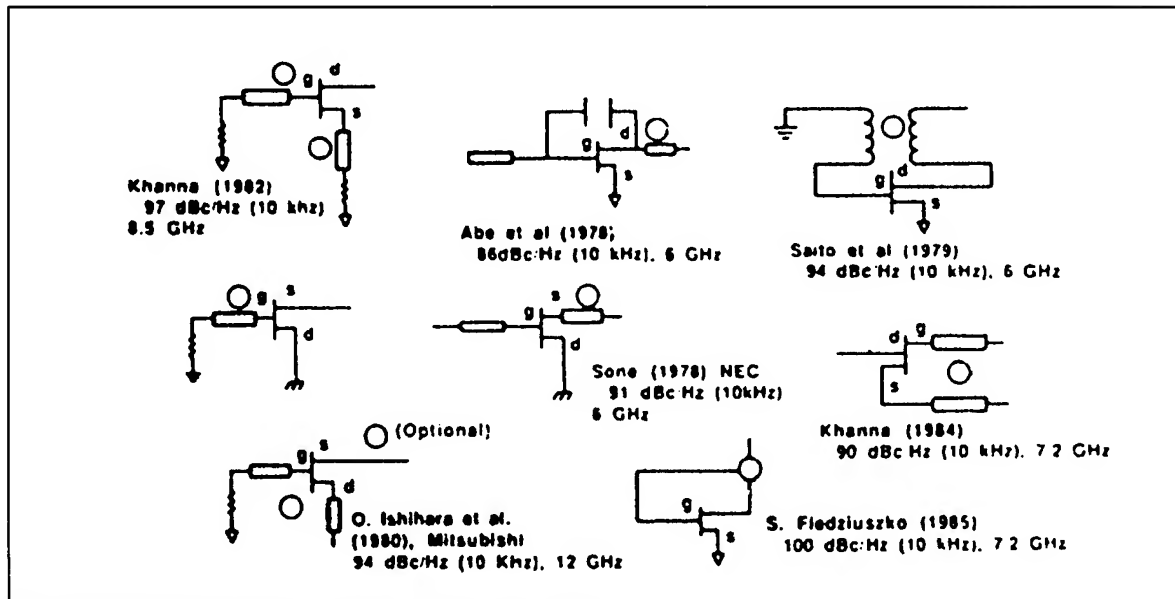 g d
s
Khanna (1982)
97 dBc/Hz (10 khz)
8.5 GHz
d
g
s
Abe et al (1978)
86dBc/Hz (10 kHz), 6 GHz
d
g
s
Saito et al (1979)
94 dBc/Hz (10 kHz), 6 GHz
g s
d
s
g
d
Sone (1978) NEC
91 dBc/Hz (10kHz)
6 GHz
d g
s
Khanna (1984)
90 dBc/Hz (10 kHz), 7.2 GHz
(Optional)
g s
d
O. Ishihara et al.
(1980), Mitsubishi
94 dBc/Hz (10 Khz), 12 GHz
g
s
S. Fiedziuszko (1985)
100 dBc/Hz (10 kHz), 7.2 GHz